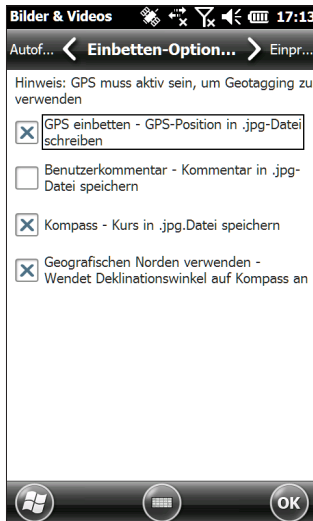 Bilder & Videos 17:13
Autof... Einbetten-Option... Einpr...
Hinweis: GPS muss aktiv sein, um Geotagging zu
verwenden
GPS einbetten - GPS-Position in .jpg-Datei
schreiben
Benutzerkommentar - Kommentar in .jpg-
Datei speichern
Kompass - Kurs in .jpg.Datei speichern
Geografischen Norden verwenden -
Wendet Deklinationswinkel auf Kompass an
OK